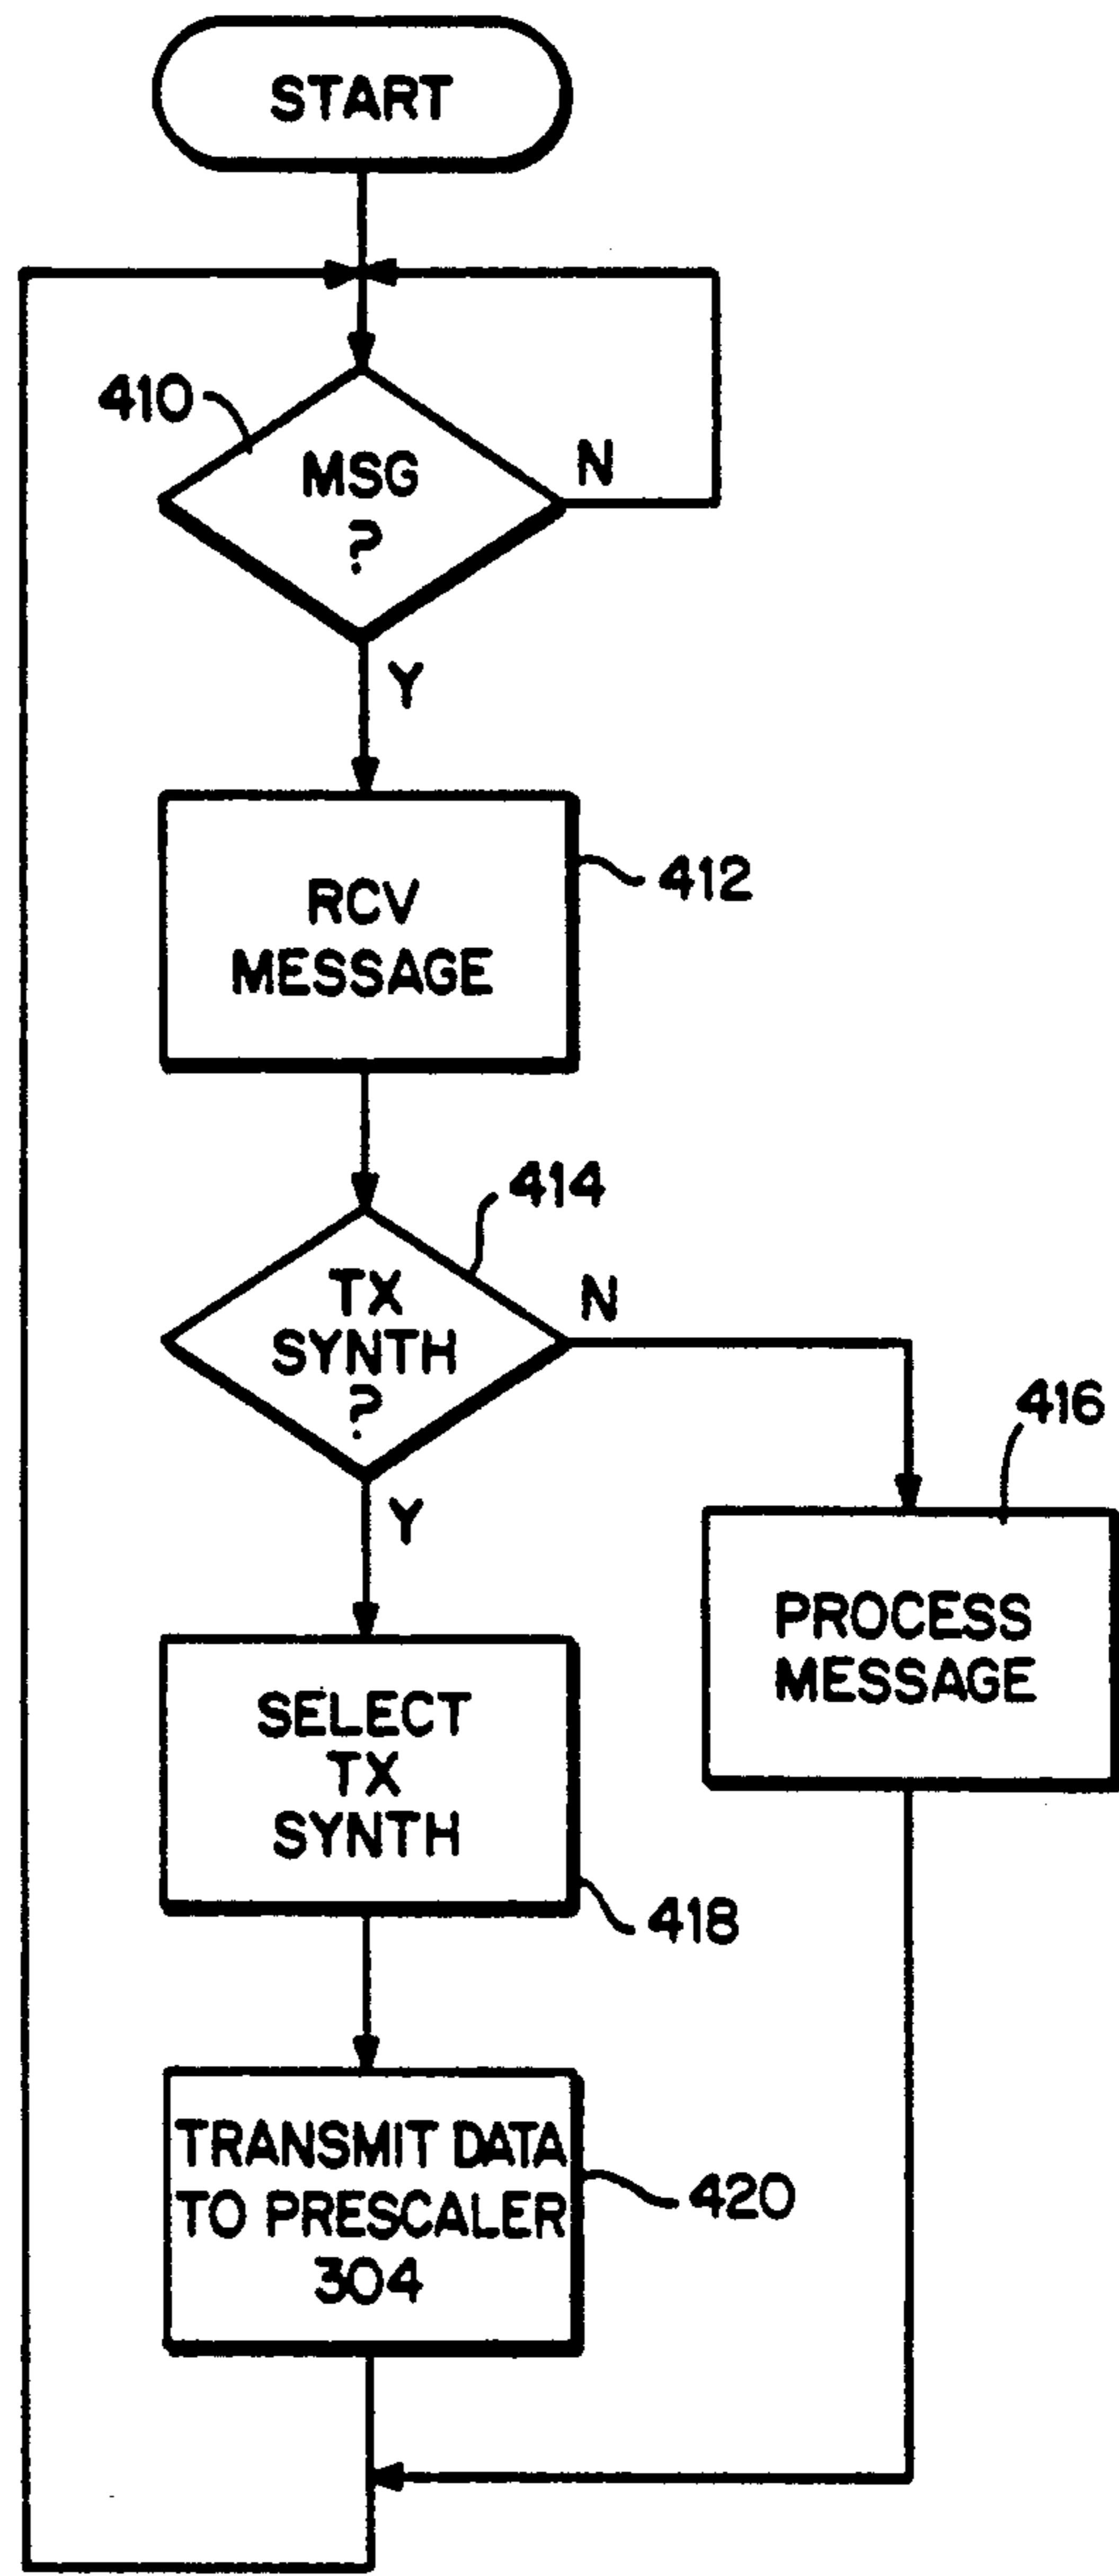 START
410
MSG
?
N
Y
RCV
MESSAGE
412
414
TX
SYNTH
?
N
Y
416
PROCESS
MESSAGE
SELECT
TX
SYNTH
418
TRANSMIT DATA
TO PRESCALER
304
420